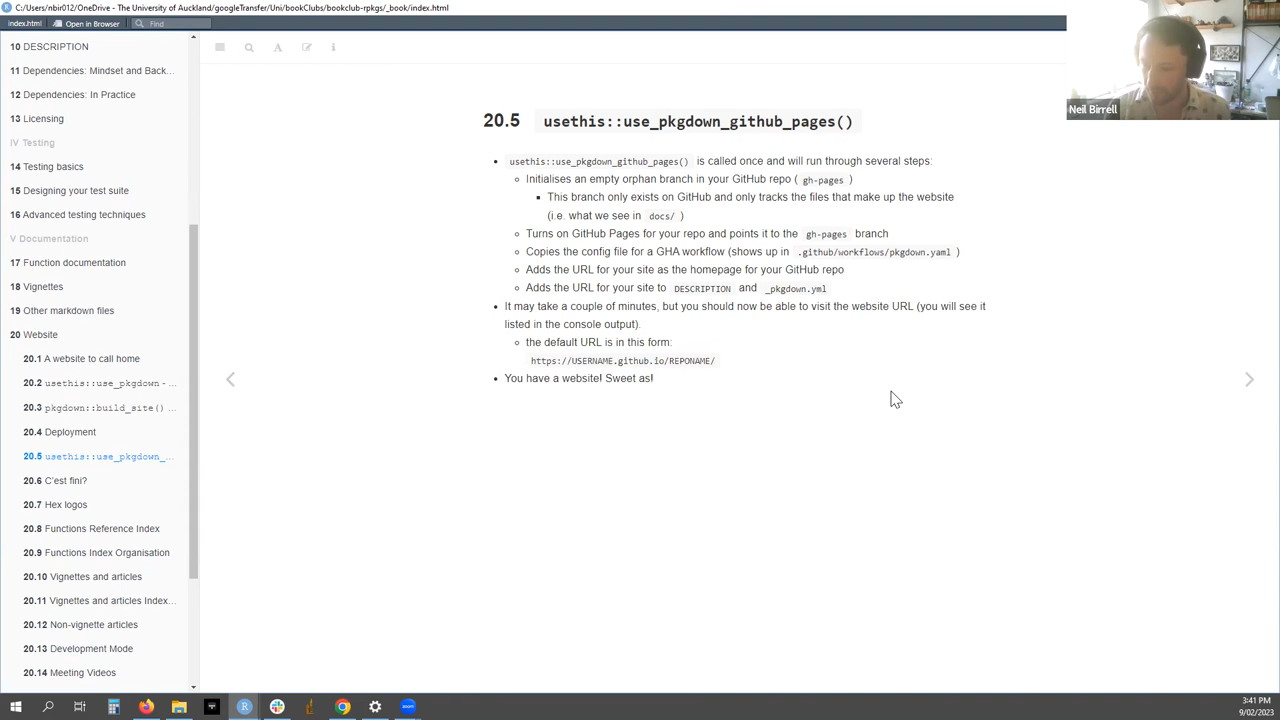 C:/Users/nbir012/OneDrive - The University of Auckland/googleTransfer/Uni/bookClubs/bookclub-rpkgs/_book/index.html
index.html Open in Browser Find
10 DESCRIPTION
11 Dependencies: Mindset and Back...
12 Dependencies: In Practice
13 Licensing
IV Testing
14 Testing basics
15 Designing your test suite
16 Advanced testing techniques
V Documentation
17 Function documentation
18 Vignettes
19 Other markdown files
20 Website
20.1 A website to call home
20.2 usethis::use_pkgdown - ...
20.3 pkgdown::build_site() ...
20.4 Deployment
20.5 usethis::use_pkgdown_...
20.6 C'est fini?
20.7 Hex logos
20.8 Functions Reference Index
20.9 Functions Index Organisation
20.10 Vignettes and articles
20.11 Vignettes and articles Index...
20.12 Non-vignette articles
20.13 Development Mode
20.14 Meeting Videos
20.5 usethis::use_pkgdown_github_pages()
• usethis::use_pkgdown_github_pages() is called once and will run through several steps:
Initialises an empty orphan branch in your GitHub repo ( gh-pages )
This branch only exists on GitHub and only tracks the files that make up the website
(i.e. what we see in docs/ )
Turns on GitHub Pages for your repo and points it to the gh-pages branch
Copies the config file for a GHA workflow (shows up in .github/workflows/pkgdown.yaml )
Adds the URL for your site as the homepage for your GitHub repo
Adds the URL for your site to DESCRIPTION and _pkgdown.yml
• It may take a couple of minutes, but you should now be able to visit the website URL (you will see it
listed in the console output).
the default URL is in this form:
https://USERNAME.github.io/REPONAME/
• You have a website! Sweet as!
Neil Birrell
3:41 PM
9/02/2023